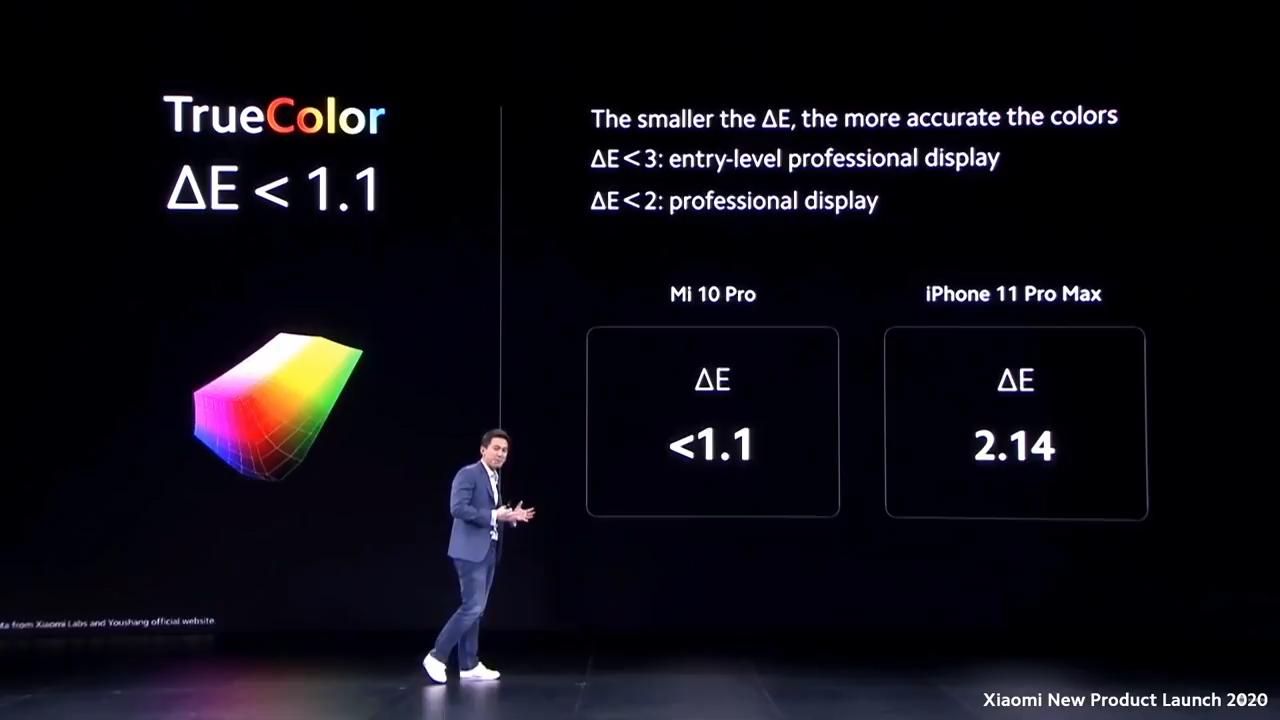 TrueColor
ΔE < 1.1
The smaller the ΔE, the more accurate the colors
ΔE < 3: entry-level professional display
ΔE < 2: professional display
Mi 10 Pro
iPhone 11 Pro Max
ΔE
<1.1
ΔE
2.14
from Xiaomi Labs and Youshang official website.
Xiaomi New Product Launch 2020